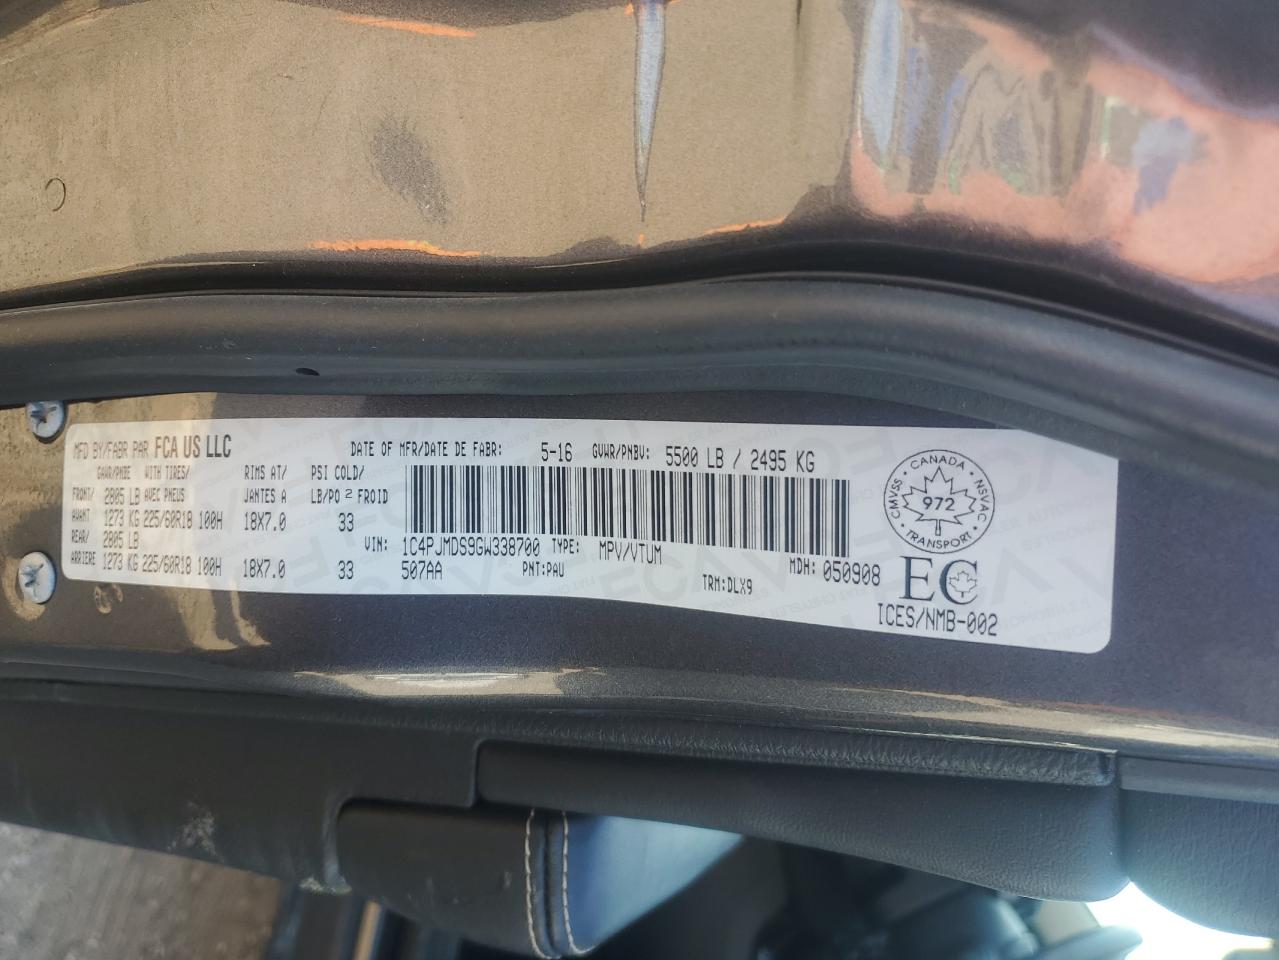 MFD BY/FABR PAR FCA US LLC DATE OF MFR/DATE DE FABR: 5-16 GVWR/PNBV: 5500 LB / 2495 KG
GAWR/PNBE WITH TIRES/ RIMS AT/ PSI COLD/
FRONT/ 2805 LB AVEC PNEUS JANTES A LB/PO² FROID
AVANT 1273 KG 225/60R18 100H 18X7.0 33
REAR/ 2805 LB VIN: 1C4PJMDS9GW338700 TYPE: MPV/VTUM MDH: 050908
ARRIERE 1273 KG 225/60R18 100H 18X7.0 33 507AA PNT:PAU TRM:DLX9
CANADA
CMVSS 972 NSVAC
TRANSPORT
EC
ICES/NMB-002